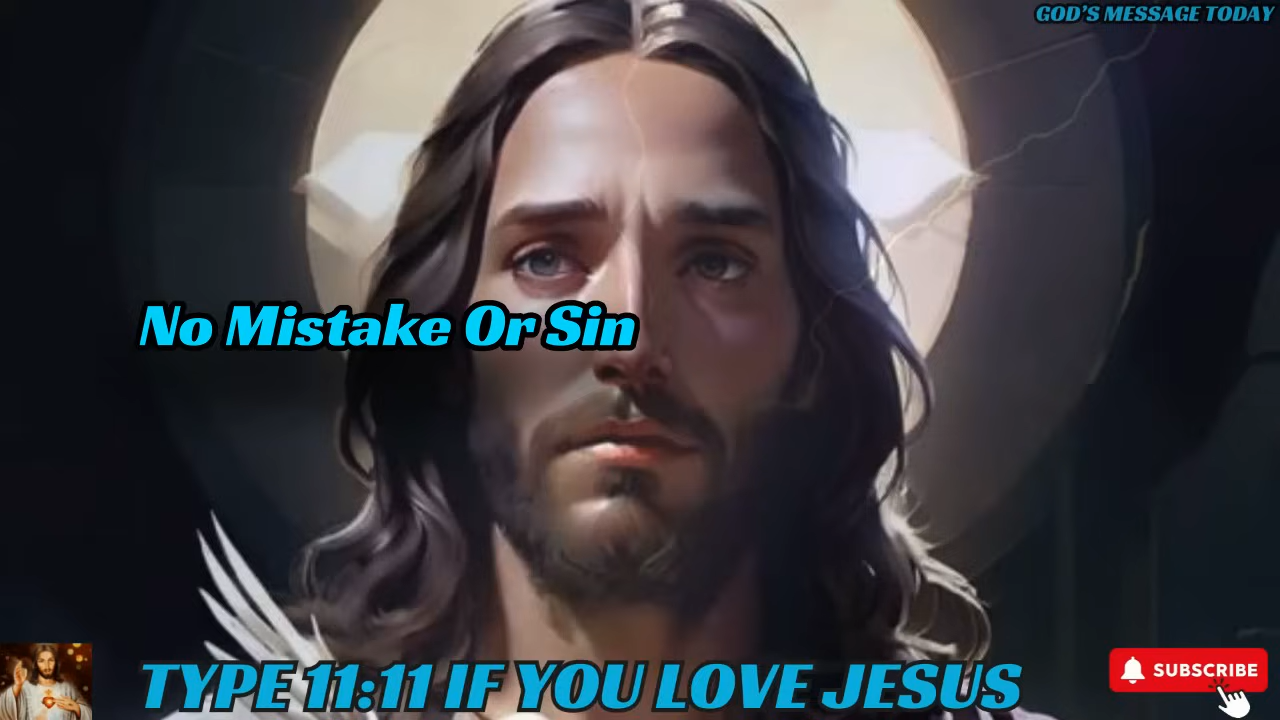 GOD'S MESSAGE TODAY
No Mistake Or Sin
TYPE 11:11 IF YOU LOVE JESUS
SUBSCRIBE